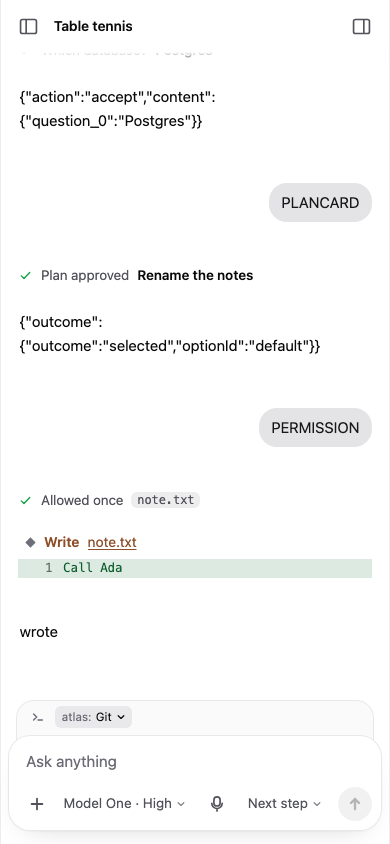 Table tennis
{"action":"accept","content":
{"question_0":"Postgres"}}
PLANCARD
Plan approved Rename the notes
{"outcome":
{"outcome":"selected","optionId":"default"}}
PERMISSION
Allowed once note.txt
Write note.txt
1 Call Ada
wrote
atlas: Git
Ask anything
Model One · High
Next step